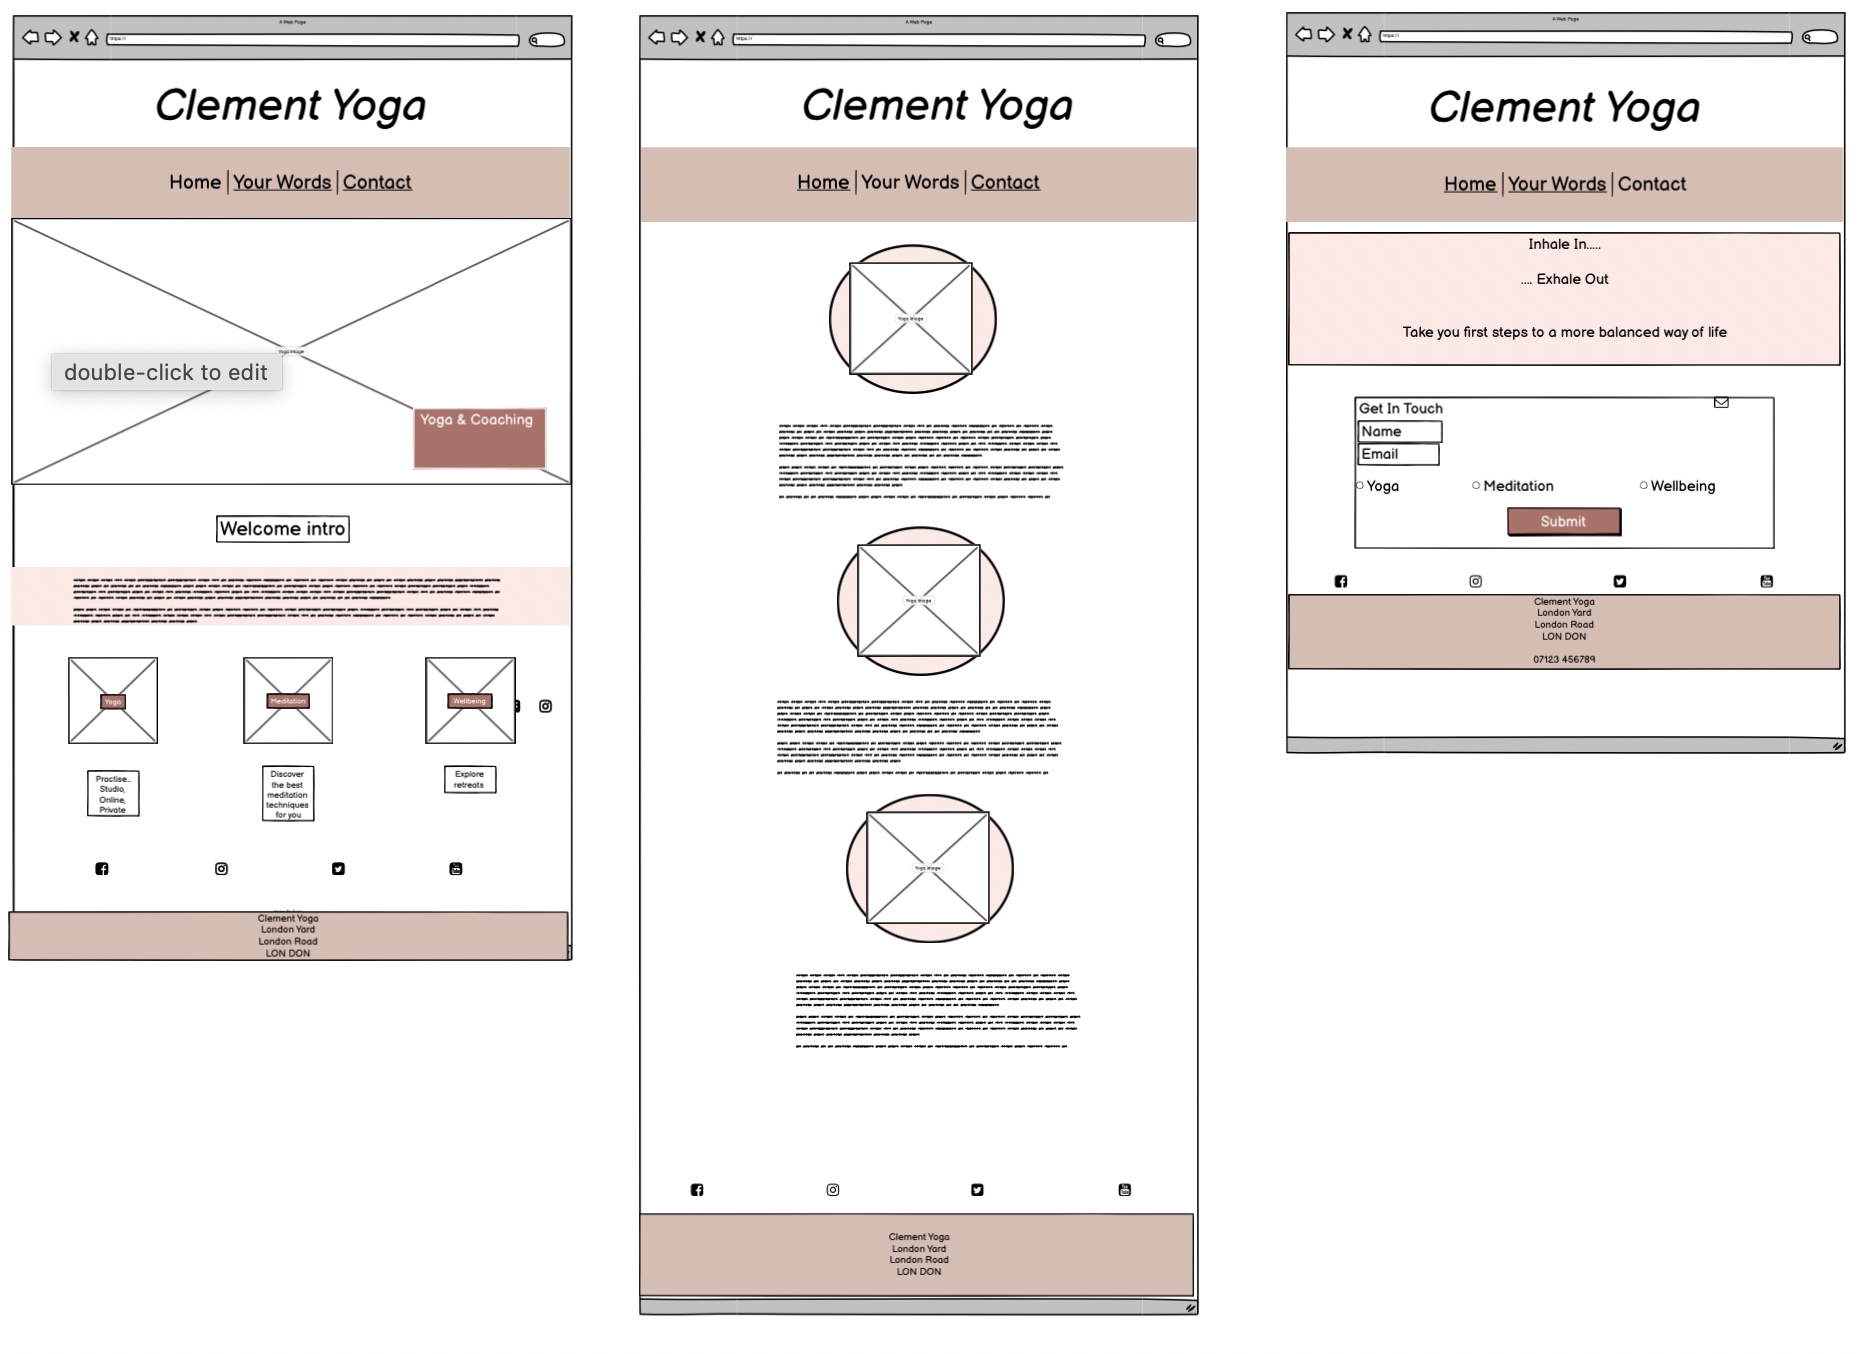 A Web Page
https://
Clement Yoga
Home | Your Words | Contact
Yoga Image
double-click to edit
Yoga & Coaching
Welcome intro
Yoga
Meditation
Wellbeing
Practise...
Studio,
Online,
Private
Discover
the best
meditation
techniques
for you
Explore
retreats
Clement Yoga
London Yard
London Road
LON DON
A Web Page
https://
Clement Yoga
Home | Your Words | Contact
Yoga Image
Yoga Image
Yoga Image
You
Tube
Clement Yoga
London Yard
London Road
LON DON
A Web Page
https://
Clement Yoga
Home | Your Words | Contact
Inhale In.....
.... Exhale Out
Take you first steps to a more balanced way of life
Get In Touch
Name
Email
Yoga
Meditation
Wellbeing
Submit
Clement Yoga
London Yard
London Road
LON DON
07123 456789